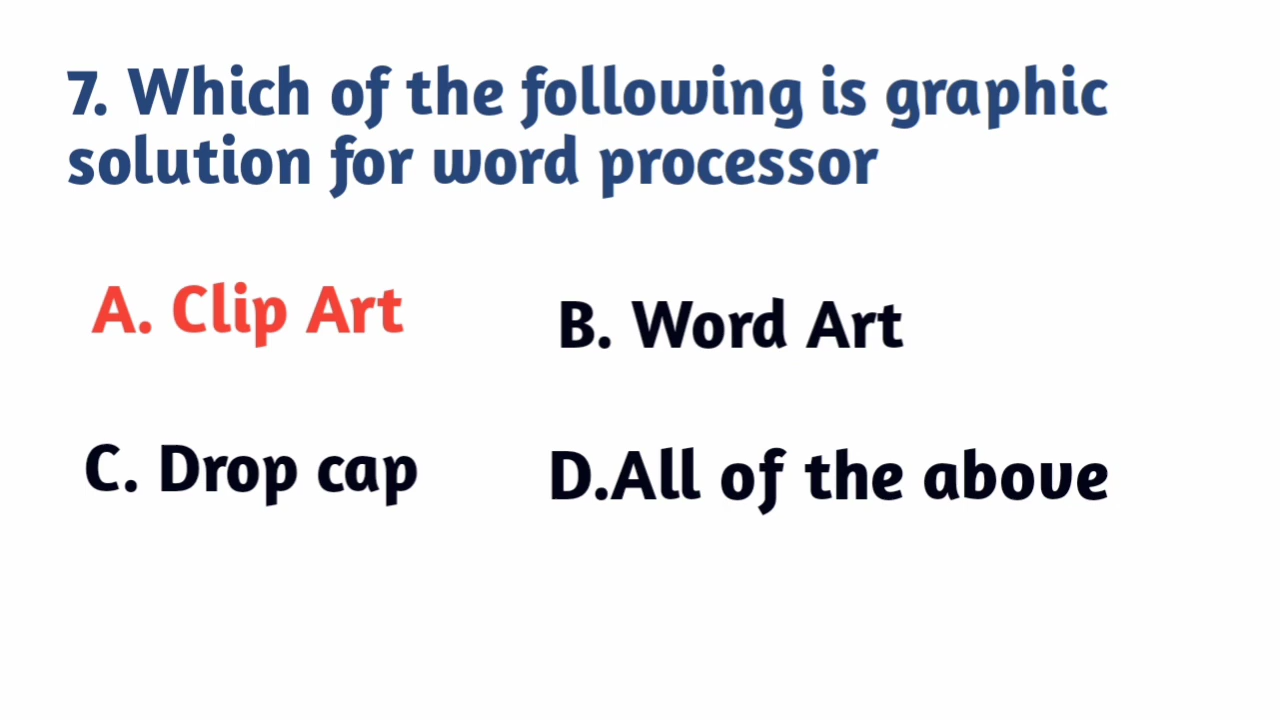 7. Which of the following is graphic
solution for word processor
A. Clip Art
B. Word Art
C. Drop cap
D.All of the above